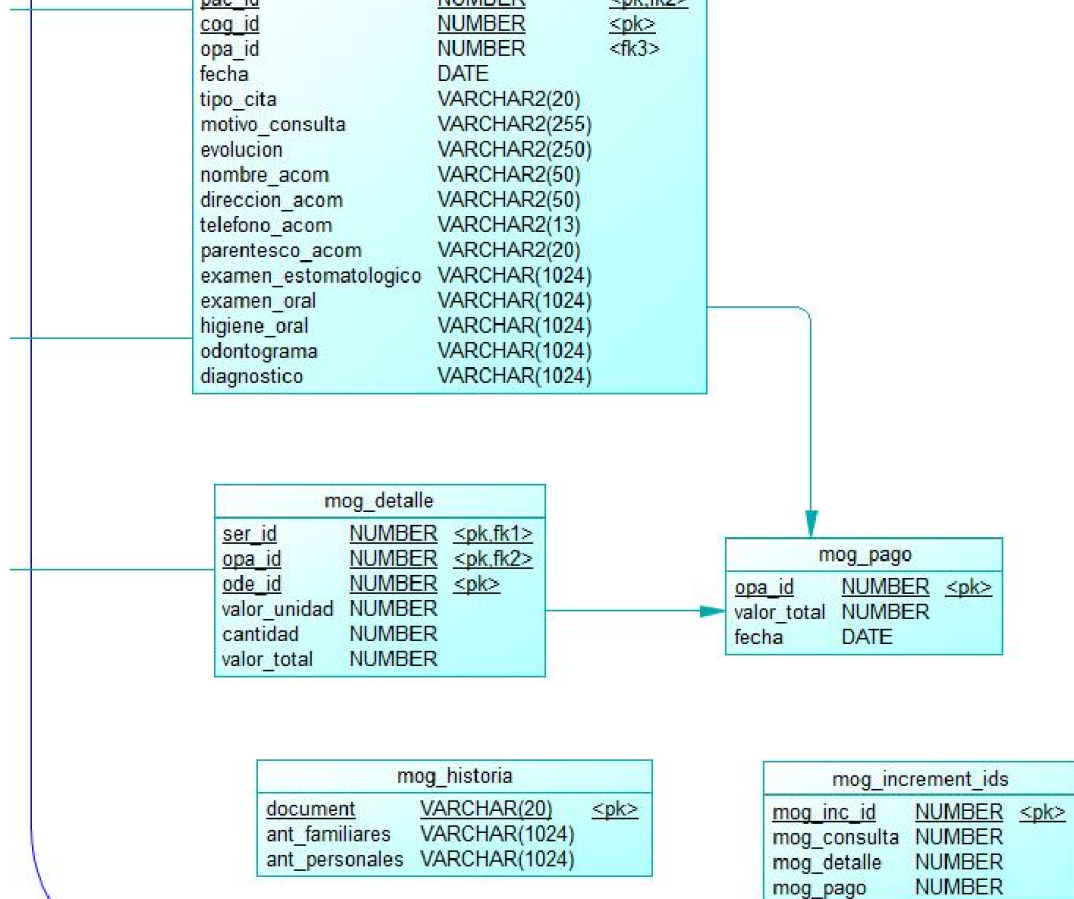 pac_id NUMBER <pk,fk2>
cog_id NUMBER <pk>
opa_id NUMBER <fk3>
fecha DATE
tipo_cita VARCHAR2(20)
motivo_consulta VARCHAR2(255)
evolucion VARCHAR2(250)
nombre_acom VARCHAR2(50)
direccion_acom VARCHAR2(50)
telefono_acom VARCHAR2(13)
parentesco_acom VARCHAR2(20)
examen_estomatologico VARCHAR(1024)
examen_oral VARCHAR(1024)
higiene_oral VARCHAR(1024)
odontograma VARCHAR(1024)
diagnostico VARCHAR(1024)
mog_detalle
ser_id NUMBER <pk,fk1>
opa_id NUMBER <pk,fk2>
ode_id NUMBER <pk>
valor_unidad NUMBER
cantidad NUMBER
valor_total NUMBER
mog_pago
opa_id NUMBER <pk>
valor_total NUMBER
fecha DATE
mog_historia
document VARCHAR(20) <pk>
ant_familiares VARCHAR(1024)
ant_personales VARCHAR(1024)
mog_increment_ids
mog_inc_id NUMBER <pk>
mog_consulta NUMBER
mog_detalle NUMBER
mog_pago NUMBER